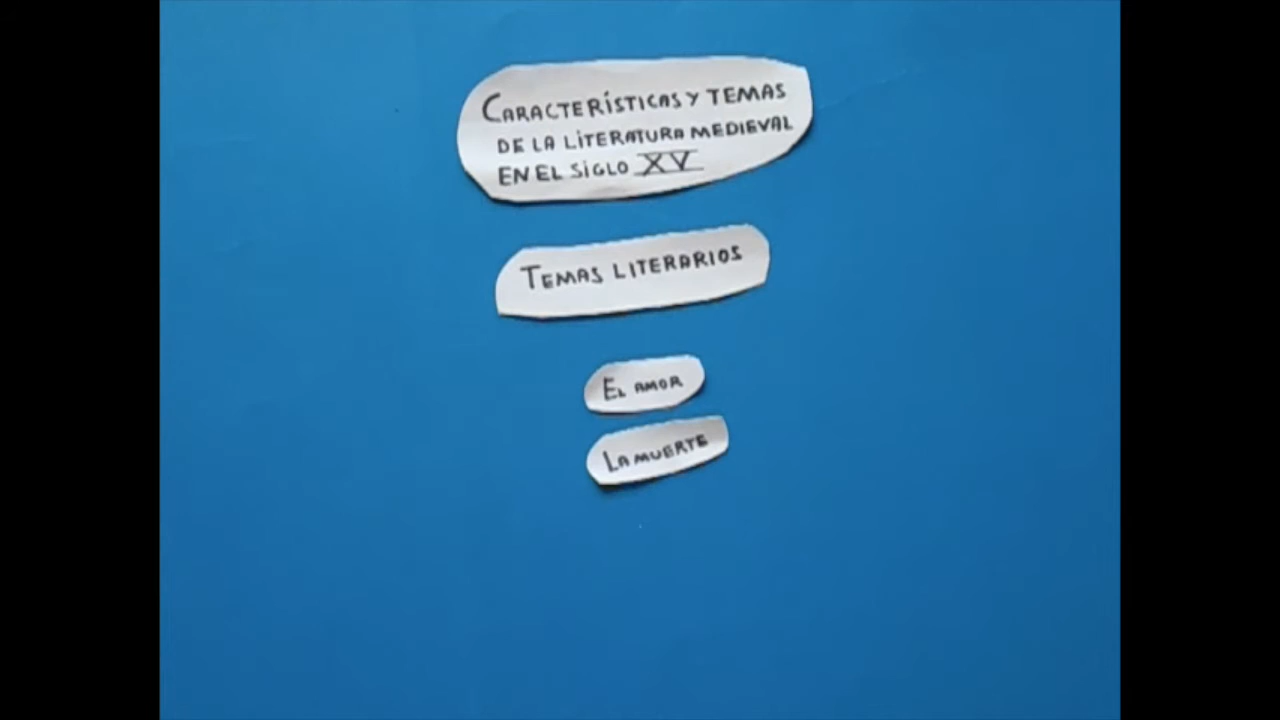 CARACTERÍSTICAS Y TEMAS
DE LA LITERATURA MEDIEVAL
EN EL SIGLO XV
TEMAS LITERARIOS
EL AMOR
LA MUERTE